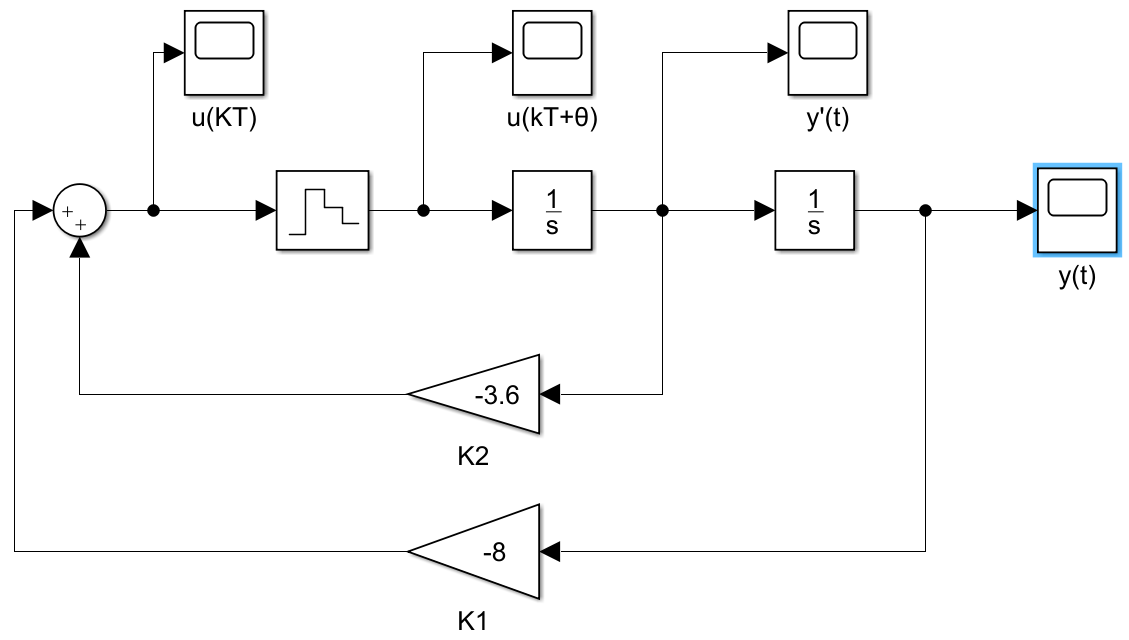 u(KT)
u(kT+θ)
y'(t)
+
+
1
s
1
s
y(t)
-3.6
K2
-8
K1